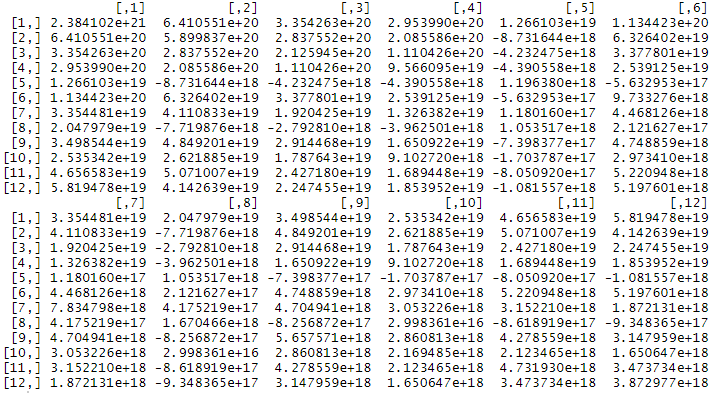 [,1] [,2] [,3] [,4] [,5] [,6]
[1,] 2.384102e+21 6.410551e+20 3.354263e+20 2.953990e+20 1.266103e+19 1.134423e+20
[2,] 6.410551e+20 5.899837e+20 2.837552e+20 2.085586e+20 -8.731644e+18 6.326402e+19
[3,] 3.354263e+20 2.837552e+20 2.125945e+20 1.110426e+20 -4.232475e+18 3.377801e+19
[4,] 2.953990e+20 2.085586e+20 1.110426e+20 9.566095e+19 -4.390558e+18 2.539125e+19
[5,] 1.266103e+19 -8.731644e+18 -4.232475e+18 -4.390558e+18 1.196380e+18 -5.632953e+17
[6,] 1.134423e+20 6.326402e+19 3.377801e+19 2.539125e+19 -5.632953e+17 9.733276e+18
[7,] 3.354481e+19 4.110833e+19 1.920425e+19 1.326382e+19 1.180160e+17 4.468126e+18
[8,] 2.047979e+19 -7.719876e+18 -2.792810e+18 -3.962501e+18 1.053517e+18 2.121627e+17
[9,] 3.498544e+19 4.849201e+19 2.914468e+19 1.650922e+19 -7.398377e+17 4.748859e+18
[10,] 2.535342e+19 2.621885e+19 1.787643e+19 9.102720e+18 -1.703787e+17 2.973410e+18
[11,] 4.656583e+19 5.071007e+19 2.427180e+19 1.689448e+19 -8.050920e+17 5.220948e+18
[12,] 5.819478e+19 4.142639e+19 2.247455e+19 1.853952e+19 -1.081557e+18 5.197601e+18
[,7] [,8] [,9] [,10] [,11] [,12]
[1,] 3.354481e+19 2.047979e+19 3.498544e+19 2.535342e+19 4.656583e+19 5.819478e+19
[2,] 4.110833e+19 -7.719876e+18 4.849201e+19 2.621885e+19 5.071007e+19 4.142639e+19
[3,] 1.920425e+19 -2.792810e+18 2.914468e+19 1.787643e+19 2.427180e+19 2.247455e+19
[4,] 1.326382e+19 -3.962501e+18 1.650922e+19 9.102720e+18 1.689448e+19 1.853952e+19
[5,] 1.180160e+17 1.053517e+18 -7.398377e+17 -1.703787e+17 -8.050920e+17 -1.081557e+18
[6,] 4.468126e+18 2.121627e+17 4.748859e+18 2.973410e+18 5.220948e+18 5.197601e+18
[7,] 7.834798e+18 4.175219e+17 4.704941e+18 3.053226e+18 3.152210e+18 1.872131e+18
[8,] 4.175219e+17 1.670466e+18 -8.256872e+17 2.998361e+16 -8.618919e+17 -9.348365e+17
[9,] 4.704941e+18 -8.256872e+17 5.657571e+18 2.860813e+18 4.278559e+18 3.147959e+18
[10,] 3.053226e+18 2.998361e+16 2.860813e+18 2.169485e+18 2.123465e+18 1.650647e+18
[11,] 3.152210e+18 -8.618919e+17 4.278559e+18 2.123465e+18 4.731930e+18 3.473734e+18
[12,] 1.872131e+18 -9.348365e+17 3.147959e+18 1.650647e+18 3.473734e+18 3.872977e+18